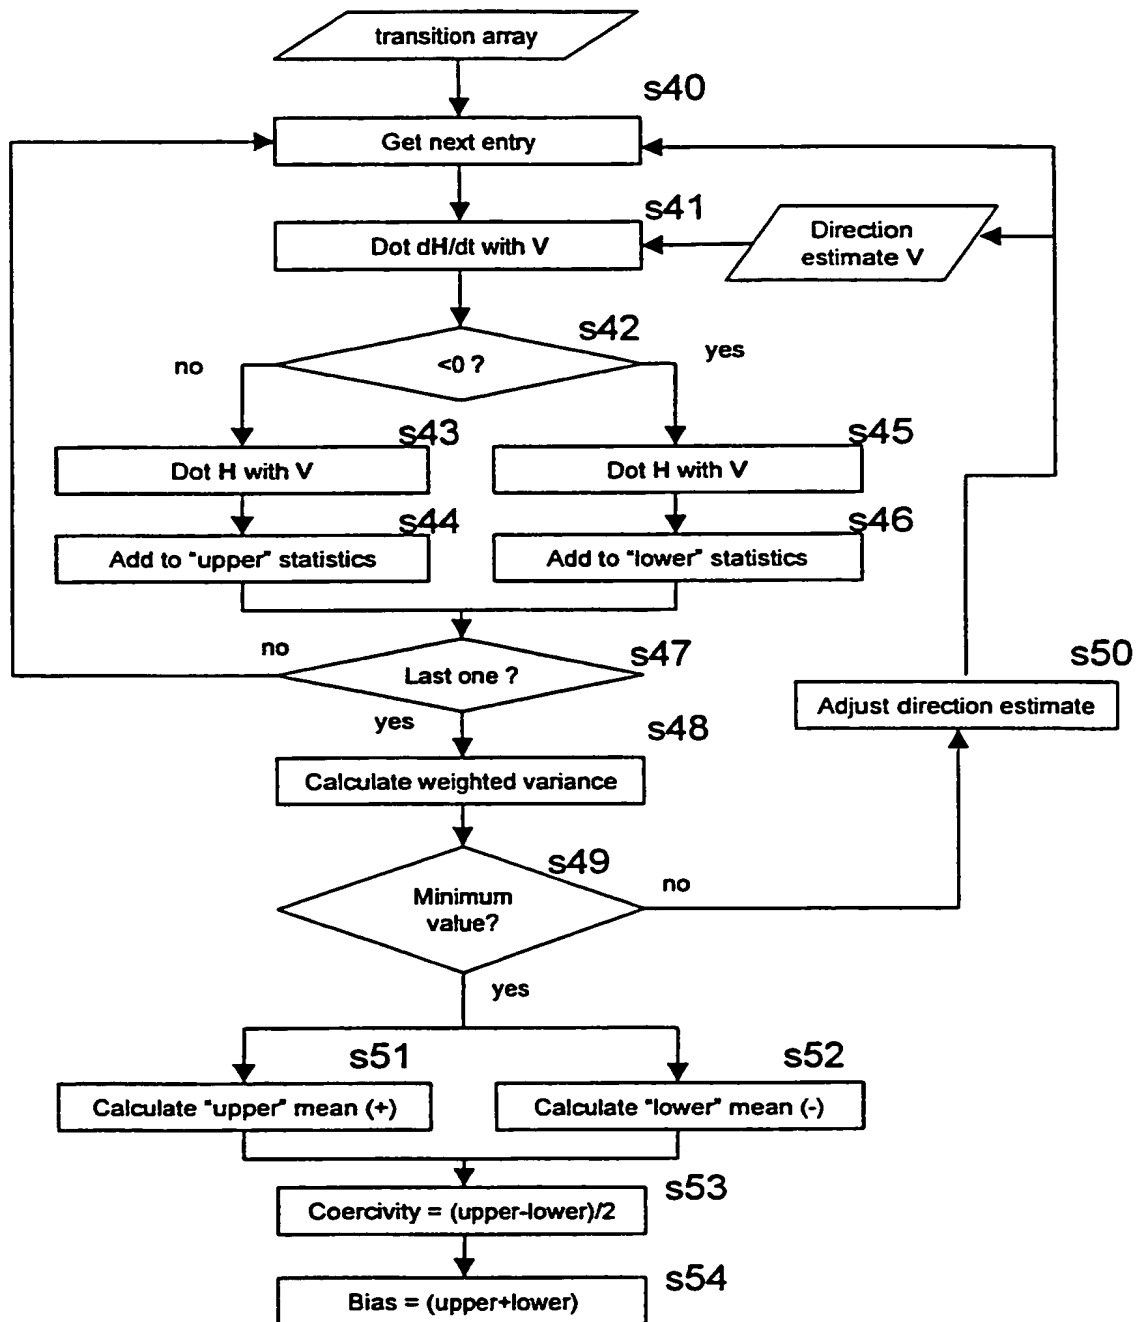 transition array
s40
Get next entry
s41
Dot dH/dt with V
Direction
estimate V
s42
no
<0 ?
yes
s43
s45
Dot H with V
Dot H with V
s44
s46
Add to "upper" statistics
Add to "lower" statistics
no
s47
Last one ?
s50
yes
Adjust direction estimate
s48
Calculate weighted variance
s49
Minimum
value?
no
yes
s51
s52
Calculate "upper" mean (+)
Calculate "lower" mean (-)
s53
Coercivity = (upper-lower)/2
s54
Bias = (upper+lower)